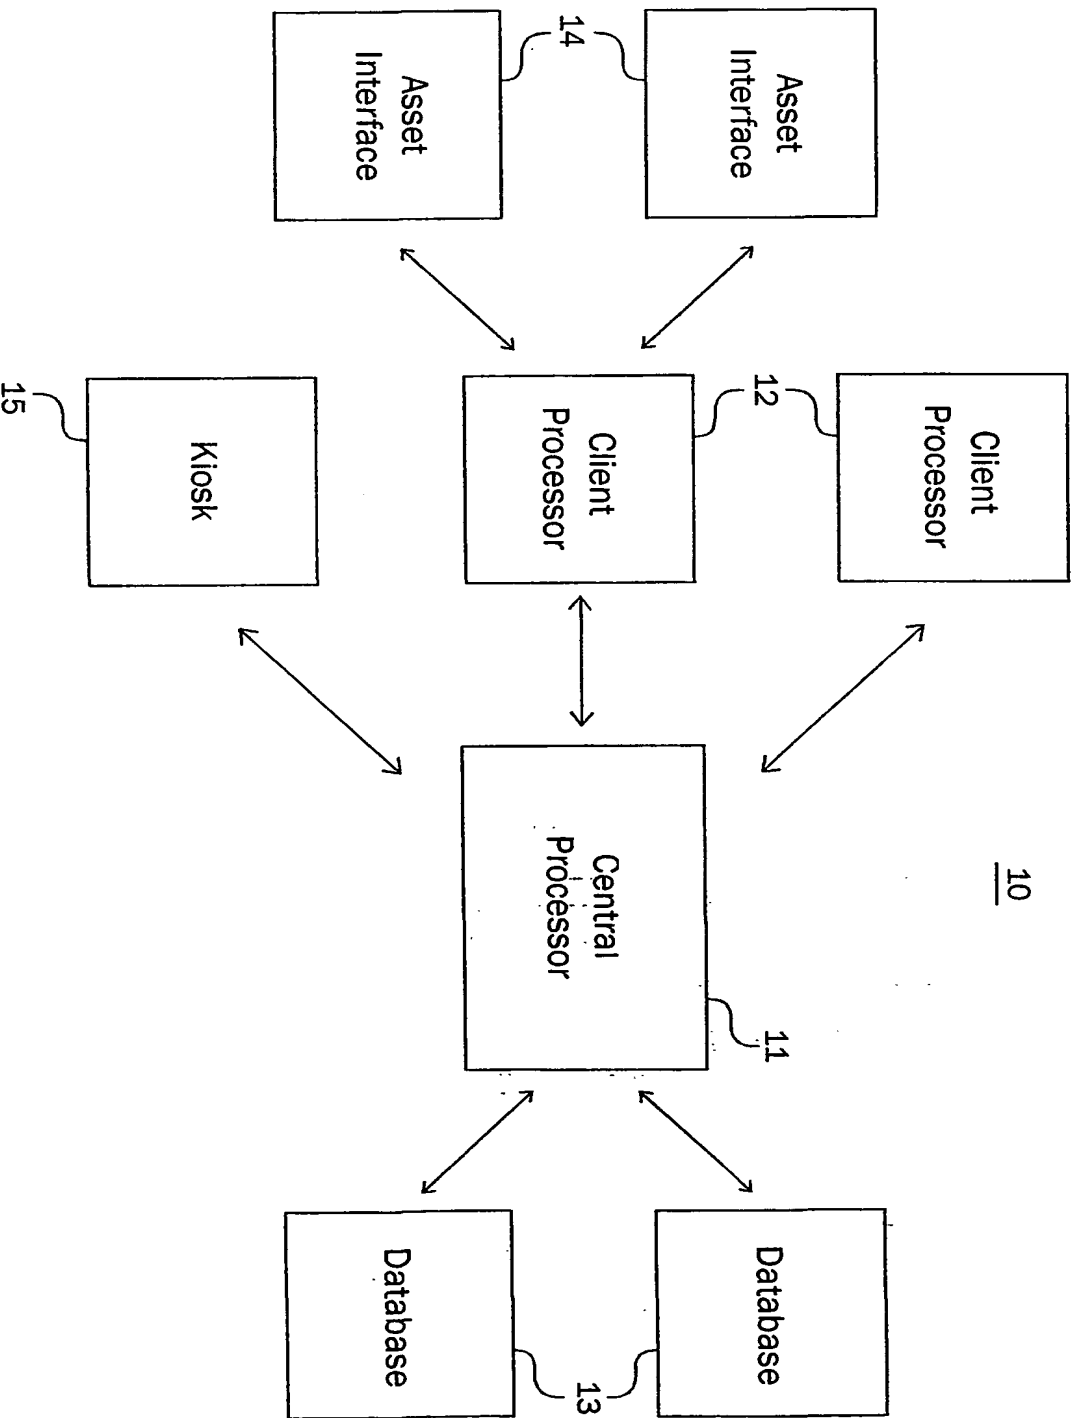 10
Client
Processor
12
11
Asset
Interface
Database
14
Client
Processor
Central
Processor
13
Asset
Interface
Database
Kiosk
15